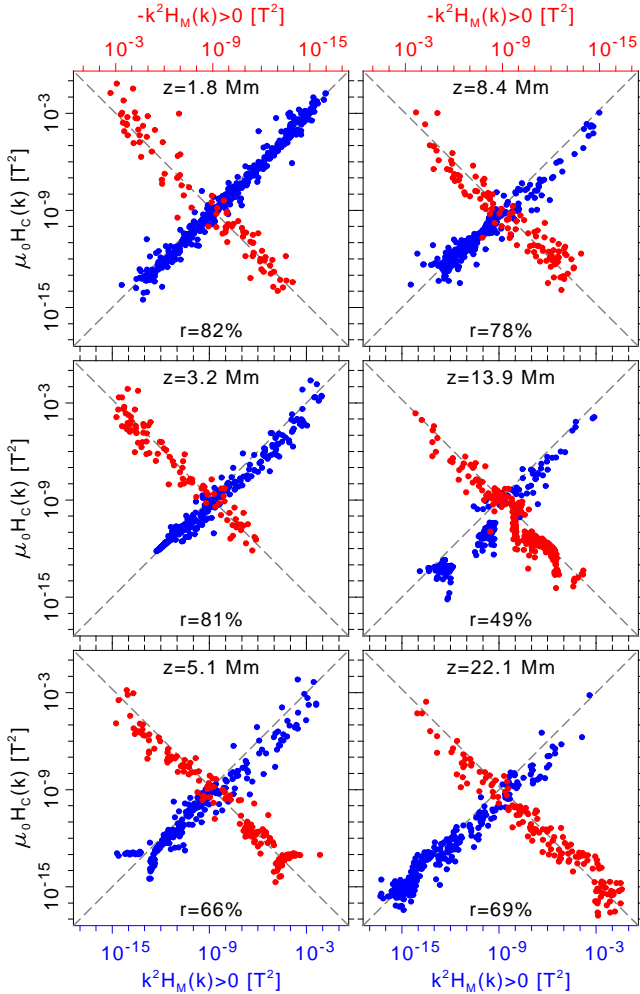 -k²H_M(k)>0 [T²] -k²H_M(k)>0 [T²]
10⁻³ 10⁻⁹ 10⁻¹⁵ 10⁻³ 10⁻⁹ 10⁻¹⁵
z=1.8 Mm z=8.4 Mm
10⁻³
10⁻⁹
10⁻¹⁵
μ₀H_C(k) [T²]
r=82% r=78%
z=3.2 Mm z=13.9 Mm
10⁻³
10⁻⁹
10⁻¹⁵
μ₀H_C(k) [T²]
r=81% r=49%
z=5.1 Mm z=22.1 Mm
10⁻³
10⁻⁹
10⁻¹⁵
μ₀H_C(k) [T²]
r=66% r=69%
10⁻¹⁵ 10⁻⁹ 10⁻³ 10⁻¹⁵ 10⁻⁹ 10⁻³
k²H_M(k)>0 [T²] k²H_M(k)>0 [T²]